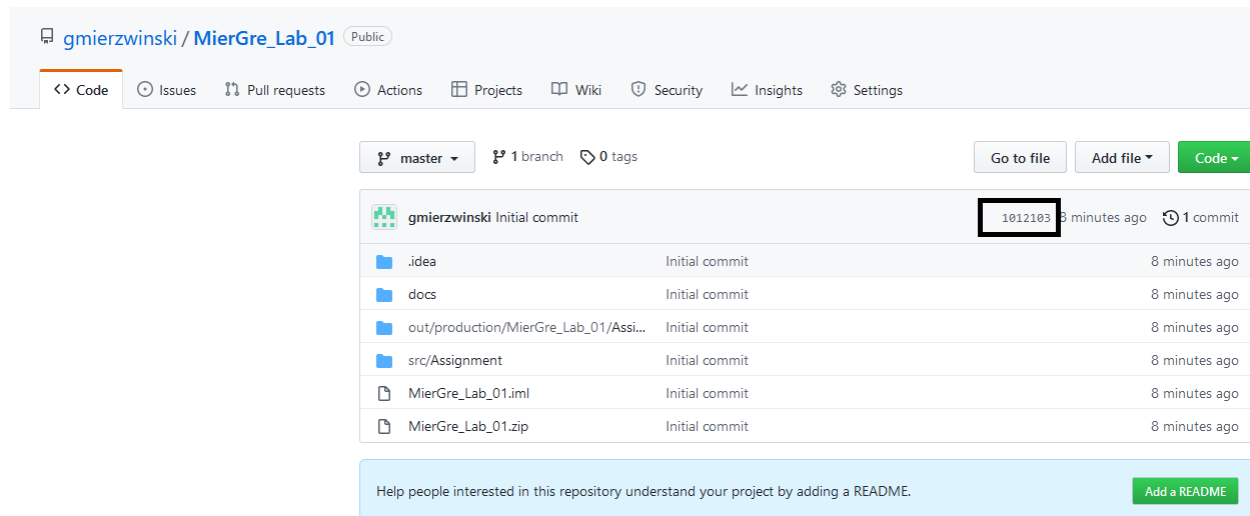 gmierzwinski / MierGre_Lab_01 Public
<> Code Issues Pull requests Actions Projects Wiki Security Insights Settings
master 1 branch 0 tags Go to file Add file Code
gmierzwinski Initial commit 1012103 8 minutes ago 1 commit
.idea Initial commit 8 minutes ago
docs Initial commit 8 minutes ago
out/production/MierGre_Lab_01/Assi... Initial commit 8 minutes ago
src/Assignment Initial commit 8 minutes ago
MierGre_Lab_01.iml Initial commit 8 minutes ago
MierGre_Lab_01.zip Initial commit 8 minutes ago
Help people interested in this repository understand your project by adding a README. Add a README